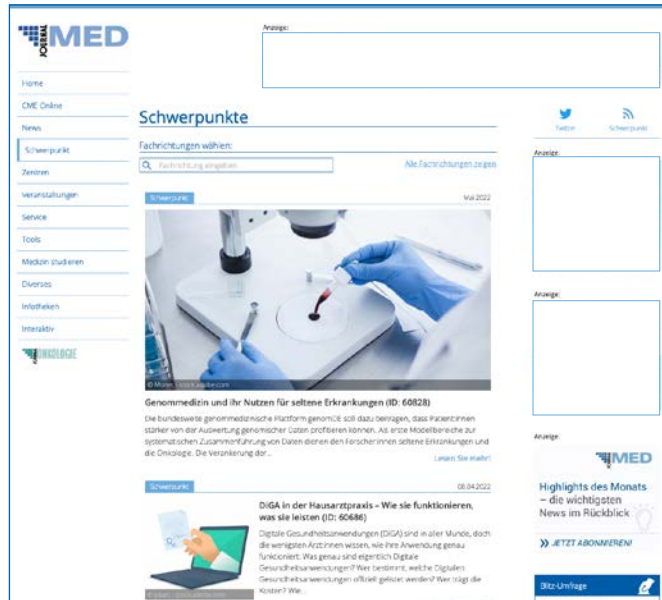 JOURNAL MED
Anzeige:
Home
CME Online
News
Schwerpunkt
Zentren
Veranstaltungen
Service
Tools
Medizin studieren
Diverses
Infotheken
Interaktiv
JOURNAL ONKOLOGIE
Schwerpunkte
Fachrichtungen wählen:
Fachrichtung eingeben
Alle Fachrichtungen zeigen
Schwerpunkt
Mai 2022
stock.adobe.com
Genommedizin und ihr Nutzen für seltene Erkrankungen (ID: 60828)
Die bundesweite genommedizinische Plattform genomDE soll dazu beitragen, dass Patient:innen
stärker von der Auswertung genomischer Daten profitieren können. Als erste Modellbereiche zur
systematischen Zusammenführung von Daten dienen den Forscher:innen seltene Erkrankungen und
die Onkologie. Die Verankerung der...
Lesen Sie mehr!
Schwerpunkt
08.04.2022
DiGA in der Hausarztpraxis – Wie sie funktionieren,
was sie leisten (ID: 60686)
Digitale Gesundheitsanwendungen (DiGA) sind in aller Munde, doch
die wenigsten Ärzt:innen wissen, wie ihre Anwendung genau
funktioniert. Was genau sind eigentlich Digitale
Gesundheitsanwendungen? Wer bestimmt, welche Digitalen
Gesundheitsanwendungen offiziell gelistet werden? Wer trägt die
Kosten? Wie...
Twitter
Schwerpunkt
Anzeige:
Anzeige:
Anzeige:
JOURNAL MED
Highlights des Monats
– die wichtigsten
News im Rückblick
JETZT ABONNIEREN!
Blitz-Umfrage